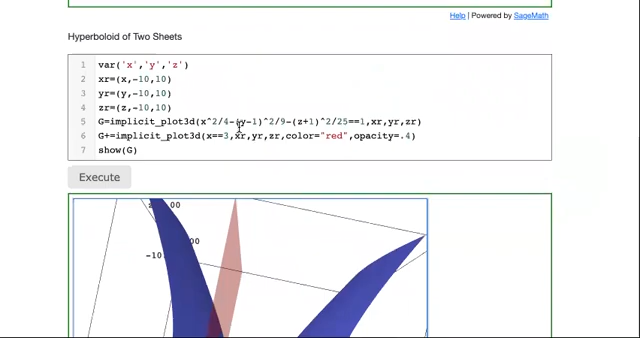 Help | Powered by SageMath
Hyperboloid of Two Sheets
1 var('x','y','z')
2 xr=(x,-10,10)
3 yr=(y,-10,10)
4 zr=(z,-10,10)
5 G=implicit_plot3d(x^2/4-(y-1)^2/9-(z+1)^2/25==1,xr,yr,zr)
6 G+=implicit_plot3d(x==3,xr,yr,zr,color="red",opacity=.4)
7 show(G)
Execute